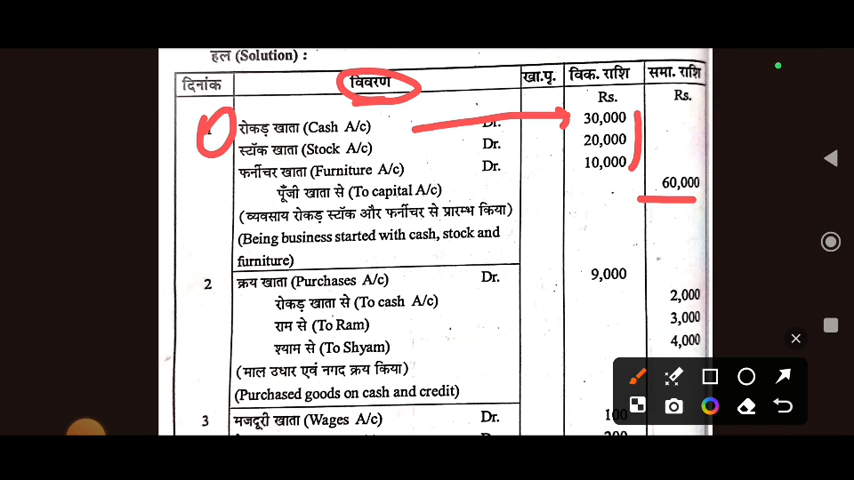 हल (Solution) :
दिनांक विवरण खा.पृ. विक. राशि समा. राशि
Rs. Rs.
रोकड़ खाता (Cash A/c) Dr. 30,000
स्टॉक खाता (Stock A/c) Dr. 20,000
फर्नीचर खाता (Furniture A/c) Dr. 10,000
पूँजी खाता से (To capital A/c) 60,000
(व्यवसाय रोकड़ स्टॉक और फर्नीचर से प्रारम्भ किया)
(Being business started with cash, stock and
furniture)
2 क्रय खाता (Purchases A/c) Dr. 9,000
रोकड़ खाता से (To cash A/c) 2,000
राम से (To Ram) 3,000
श्याम से (To Shyam) 4,000
(माल उधार एवं नगद क्रय किया)
(Purchased goods on cash and credit)
3 मजदूरी खाता (Wages A/c) Dr. 100